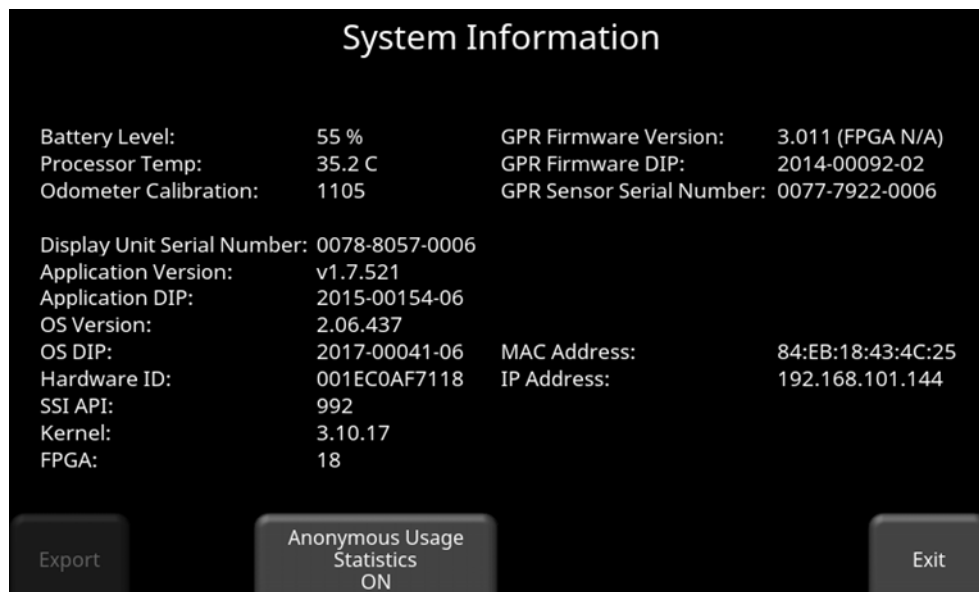 System Information
Battery Level: 55 % GPR Firmware Version: 3.011 (FPGA N/A)
Processor Temp: 35.2 C GPR Firmware DIP: 2014-00092-02
Odometer Calibration: 1105 GPR Sensor Serial Number: 0077-7922-0006
Display Unit Serial Number: 0078-8057-0006
Application Version: v1.7.521
Application DIP: 2015-00154-06
OS Version: 2.06.437
OS DIP: 2017-00041-06 MAC Address: 84:EB:18:43:4C:25
Hardware ID: 001EC0AF7118 IP Address: 192.168.101.144
SSI API: 992
Kernel: 3.10.17
FPGA: 18
Export
Anonymous Usage
Statistics
ON
Exit